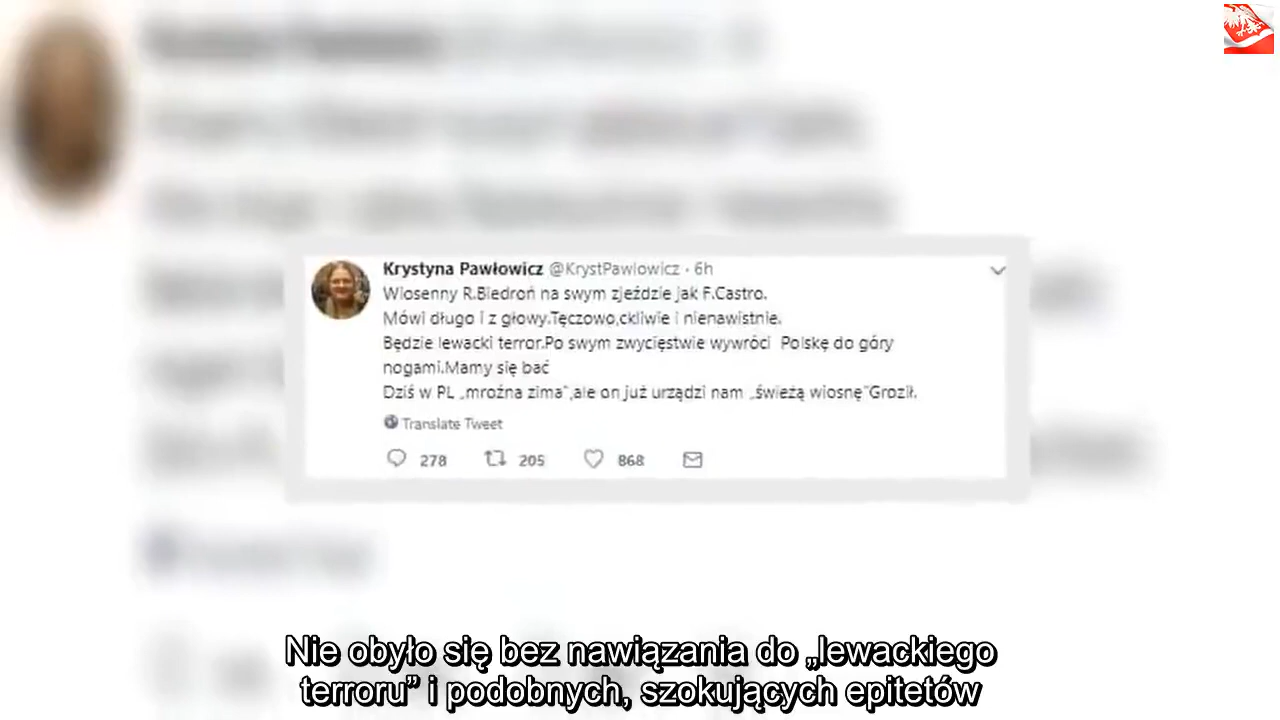 Krystyna Pawłowicz @KrystPawlowicz · 6h
Wiosenny R.Biedroń na swym zjeździe jak F.Castro.
Mówi długo i z głowy.Tęczowo,ckliwie i nienawistnie.
Będzie lewacki terror.Po swym zwycięstwie wywróci Polskę do góry
nogami.Mamy się bać
Dziś w PL „mroźna zima”,ale on już urządzi nam „świeżą wiosnę”Groził.
Translate Tweet
278 205 868
Nie obyło się bez nawiązania do „lewackiego
terroru” i podobnych, szokujących epitetów